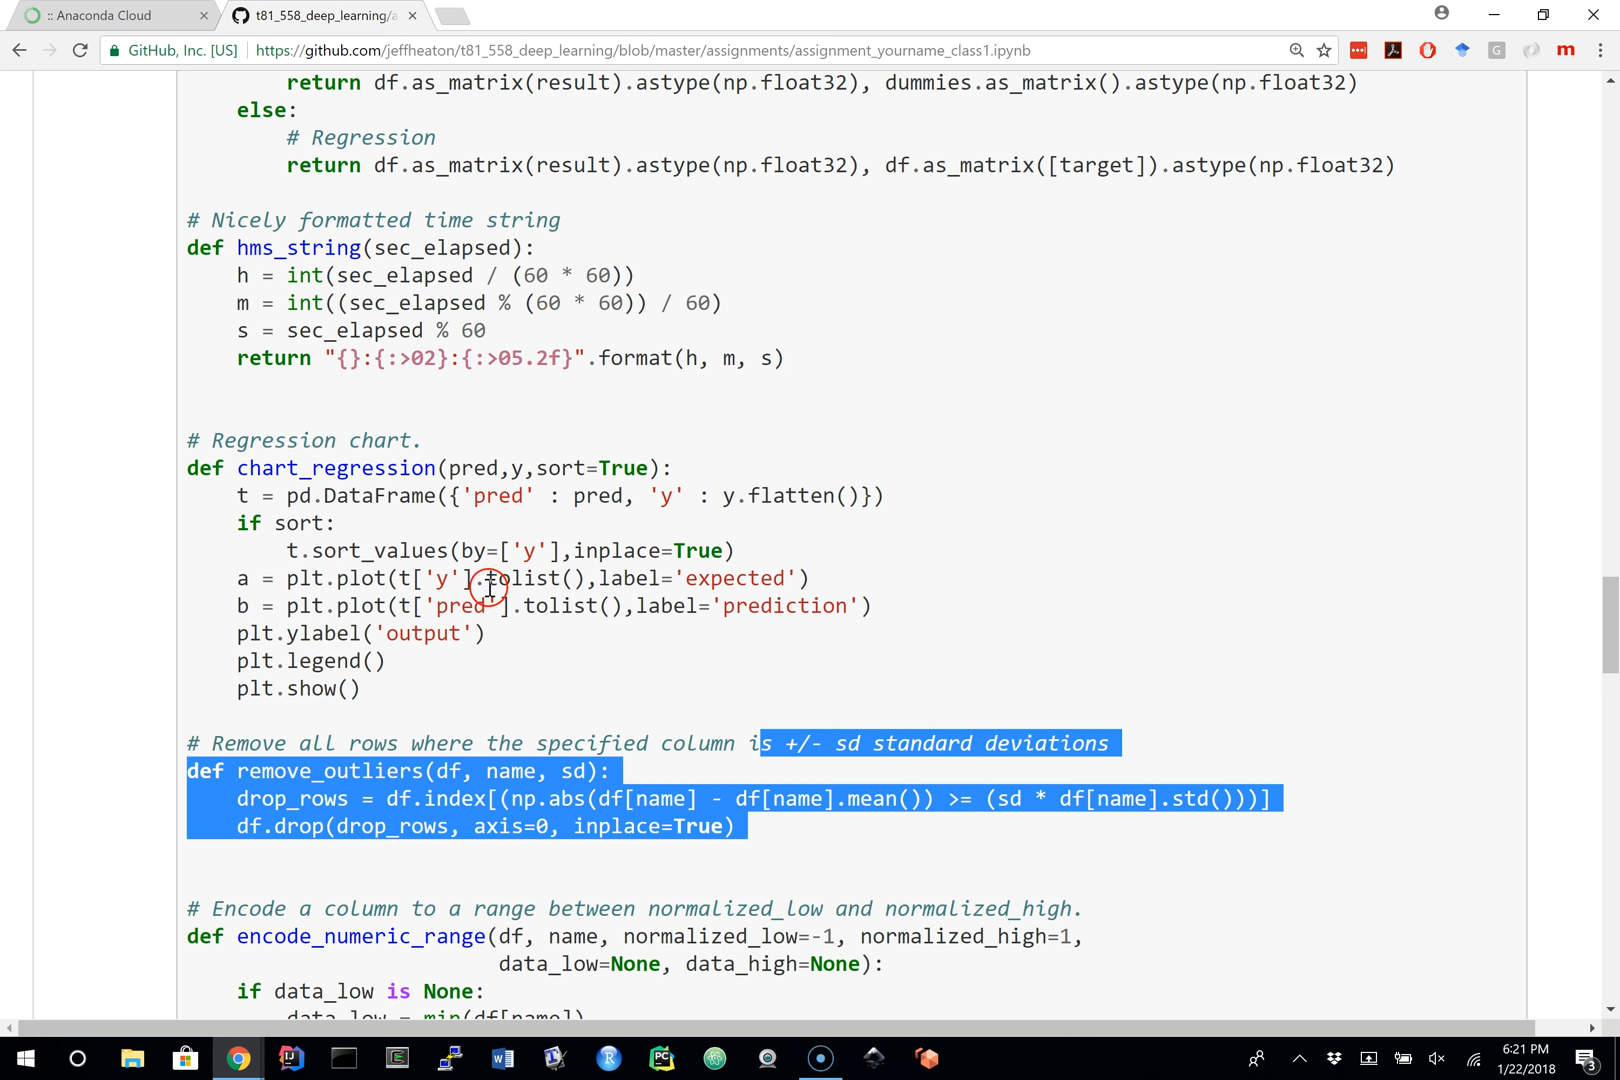 :: Anaconda Cloud
t81_558_deep_learning/a
GitHub, Inc. [US]
https://github.com/jeffheaton/t81_558_deep_learning/blob/master/assignments/assignment_yourname_class1.ipynb
return df.as_matrix(result).astype(np.float32), dummies.as_matrix().astype(np.float32)
else:
# Regression
return df.as_matrix(result).astype(np.float32), df.as_matrix([target]).astype(np.float32)
# Nicely formatted time string
def hms_string(sec_elapsed):
h = int(sec_elapsed / (60 * 60))
m = int((sec_elapsed % (60 * 60)) / 60)
s = sec_elapsed % 60
return "{}:{:>02}:{:>05.2f}".format(h, m, s)
# Regression chart.
def chart_regression(pred,y,sort=True):
t = pd.DataFrame({'pred' : pred, 'y' : y.flatten()})
if sort:
t.sort_values(by=['y'],inplace=True)
a = plt.plot(t['y'].tolist(),label='expected')
b = plt.plot(t['pred'].tolist(),label='prediction')
plt.ylabel('output')
plt.legend()
plt.show()
# Remove all rows where the specified column is +/- sd standard deviations
def remove_outliers(df, name, sd):
drop_rows = df.index[(np.abs(df[name] - df[name].mean()) >= (sd * df[name].std()))]
df.drop(drop_rows, axis=0, inplace=True)
# Encode a column to a range between normalized_low and normalized_high.
def encode_numeric_range(df, name, normalized_low=-1, normalized_high=1,
data_low=None, data_high=None):
if data_low is None:
data_low = min(df[name])
6:21 PM
1/22/2018
3